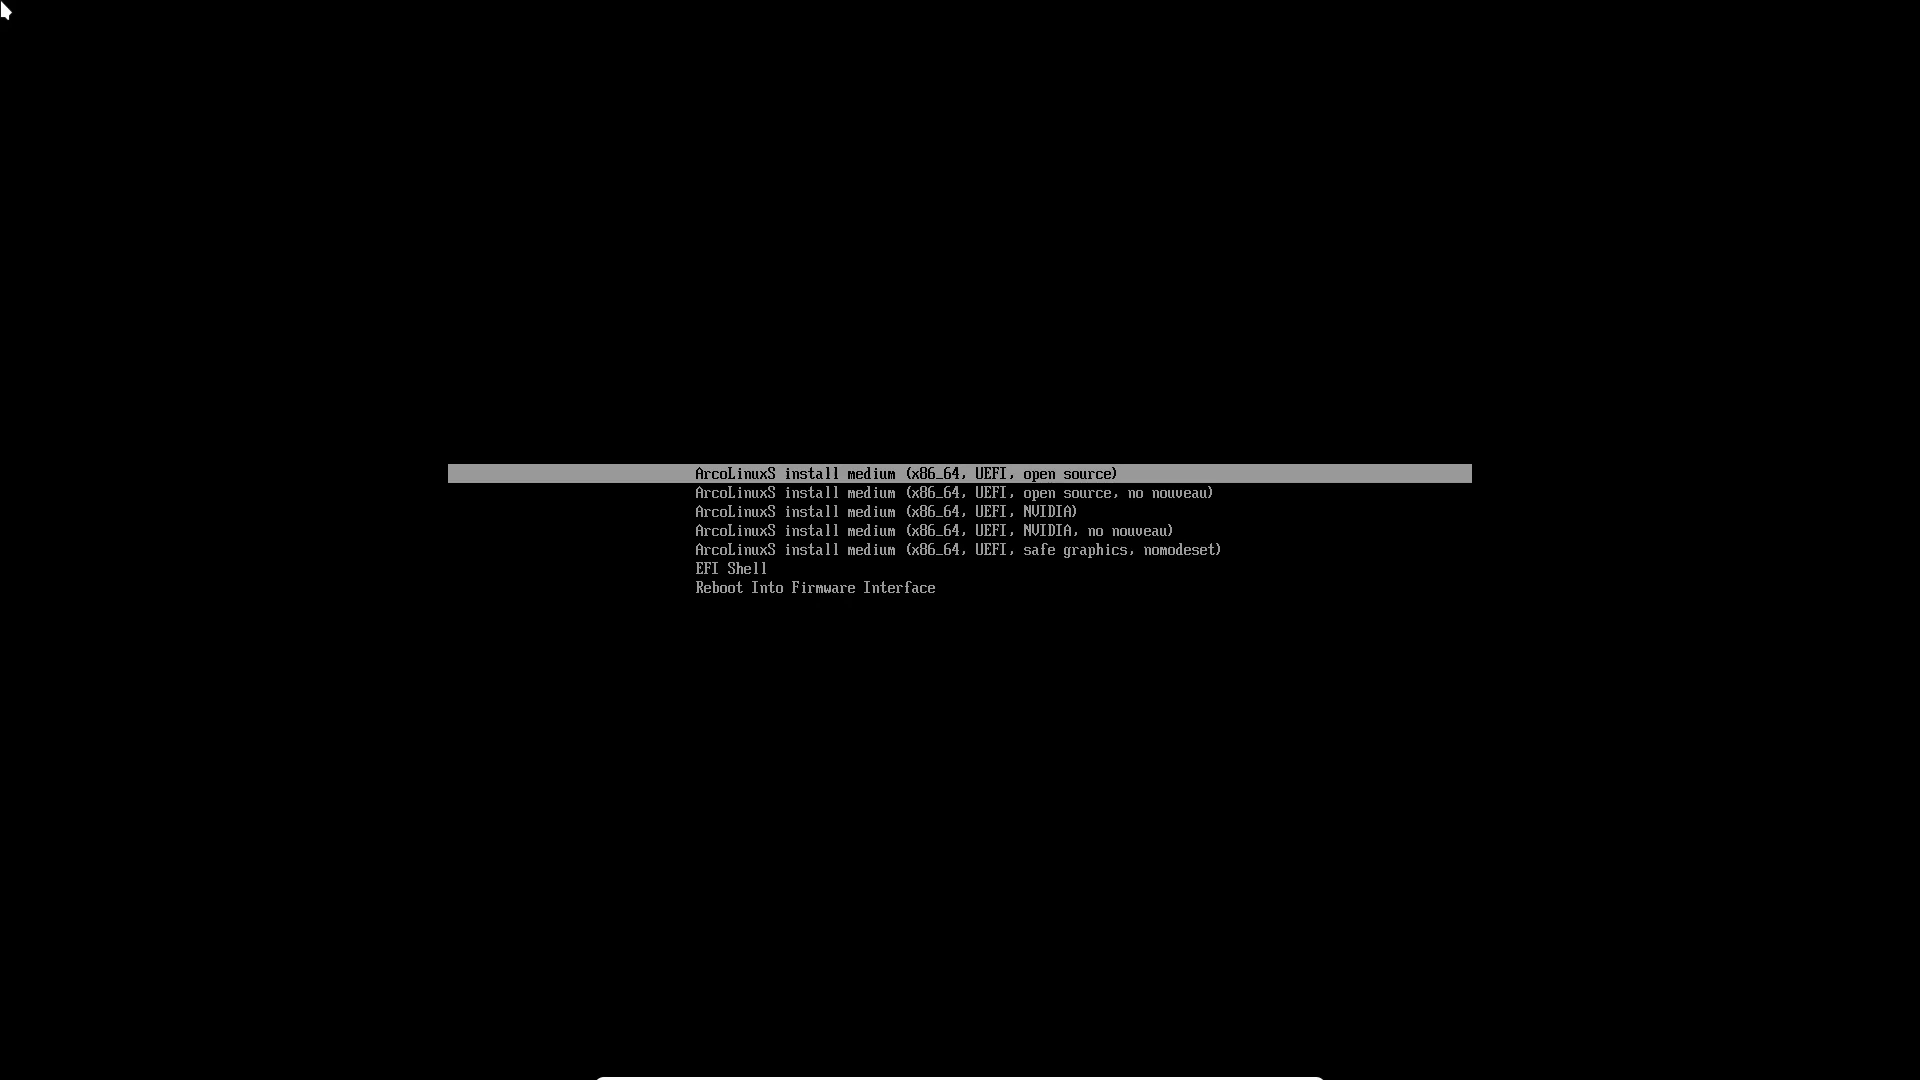 ArcoLinuxS install medium (x86_64, UEFI, open source)
ArcoLinuxS install medium (x86_64, UEFI, open source, no nouveau)
ArcoLinuxS install medium (x86_64, UEFI, NVIDIA)
ArcoLinuxS install medium (x86_64, UEFI, NVIDIA, no nouveau)
ArcoLinuxS install medium (x86_64, UEFI, safe graphics, nomodeset)
EFI Shell
Reboot Into Firmware Interface